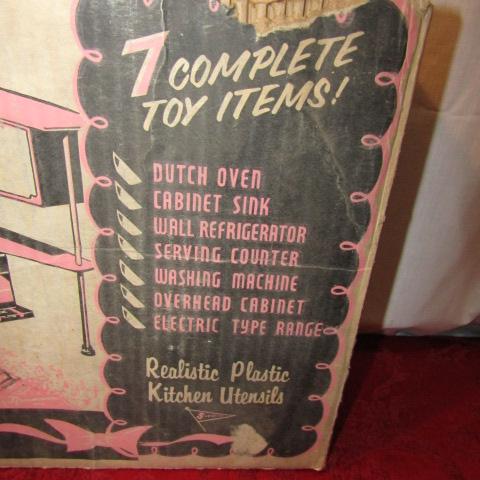 7 COMPLETE
TOY ITEMS!
DUTCH OVEN
CABINET SINK
WALL REFRIGERATOR
SERVING COUNTER
WASHING MACHINE
OVERHEAD CABINET
ELECTRIC TYPE RANGE
Realistic Plastic
Kitchen Utensils